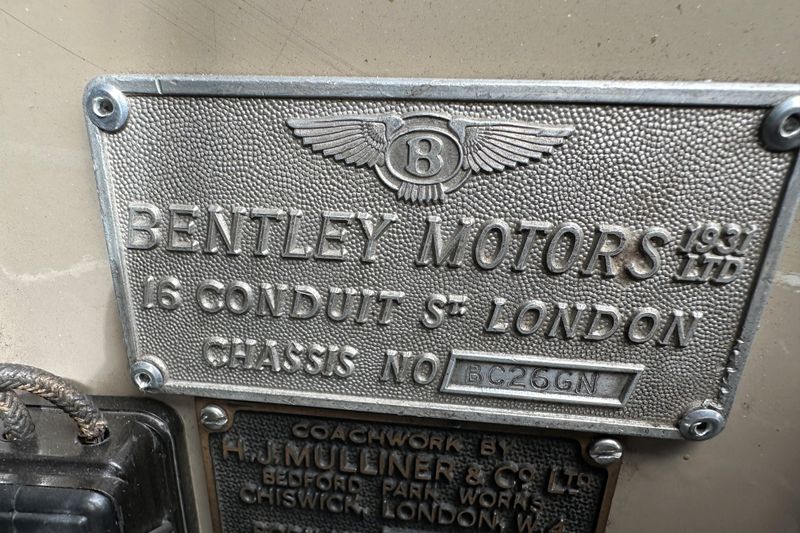 B
BENTLEY MOTORS 1931 LTD
16 CONDUIT ST LONDON
CHASSIS NO BC26GN
COACHWORK BY
H.J. MULLINER & CO. LTD
BEDFORD PARK WORKS
CHISWICK, LONDON, W.4